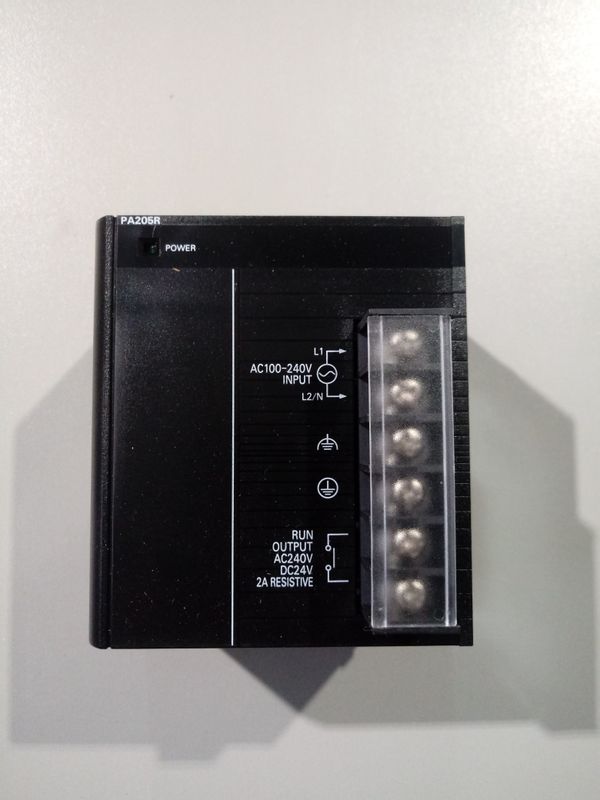 PA205R
POWER
L1
AC100-240V
INPUT
L2/N
RUN
OUTPUT
AC240V
DC24V
2A RESISTIVE